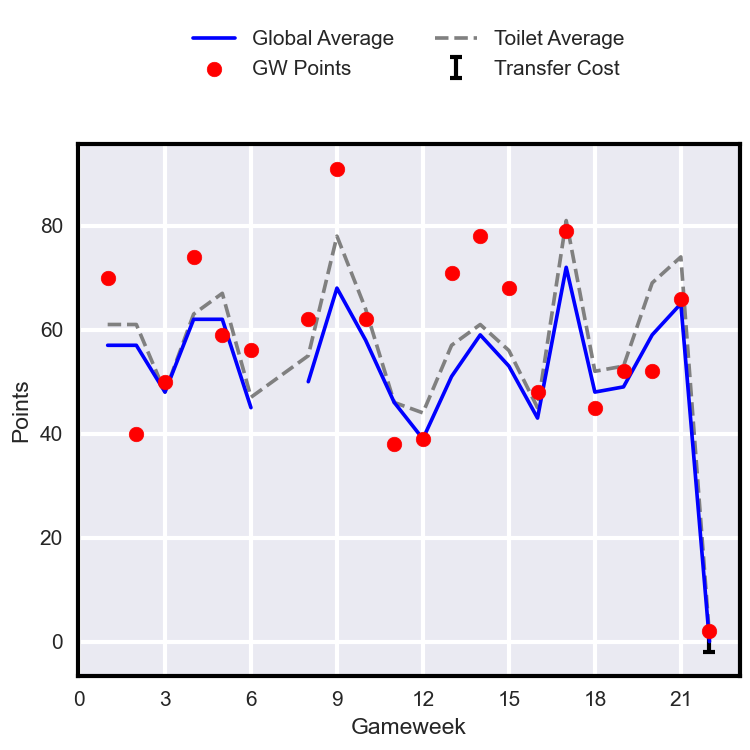 Global Average Toilet Average
GW Points Transfer Cost
80
60
40
20
0
Points
0 3 6 9 12 15 18 21
Gameweek